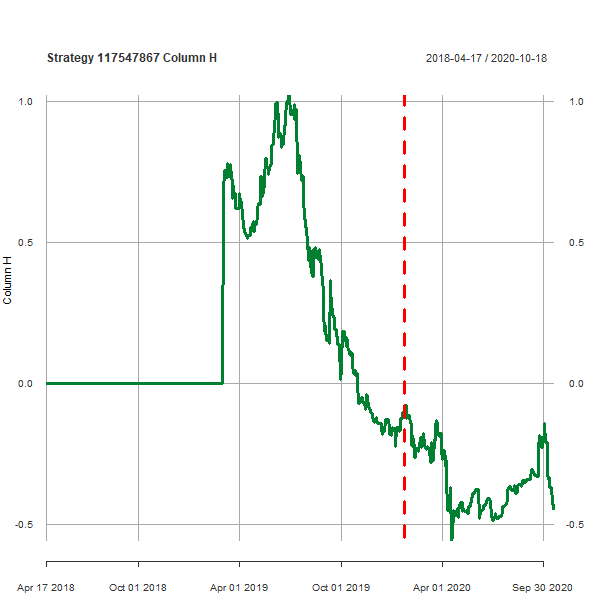 Strategy 117547867 Column H
2018-04-17 / 2020-10-18
1.0 1.0
0.5 0.5
Column H
0.0 0.0
-0.5 -0.5
Apr 17 2018 Oct 01 2018 Apr 01 2019 Oct 01 2019 Apr 01 2020 Sep 30 2020